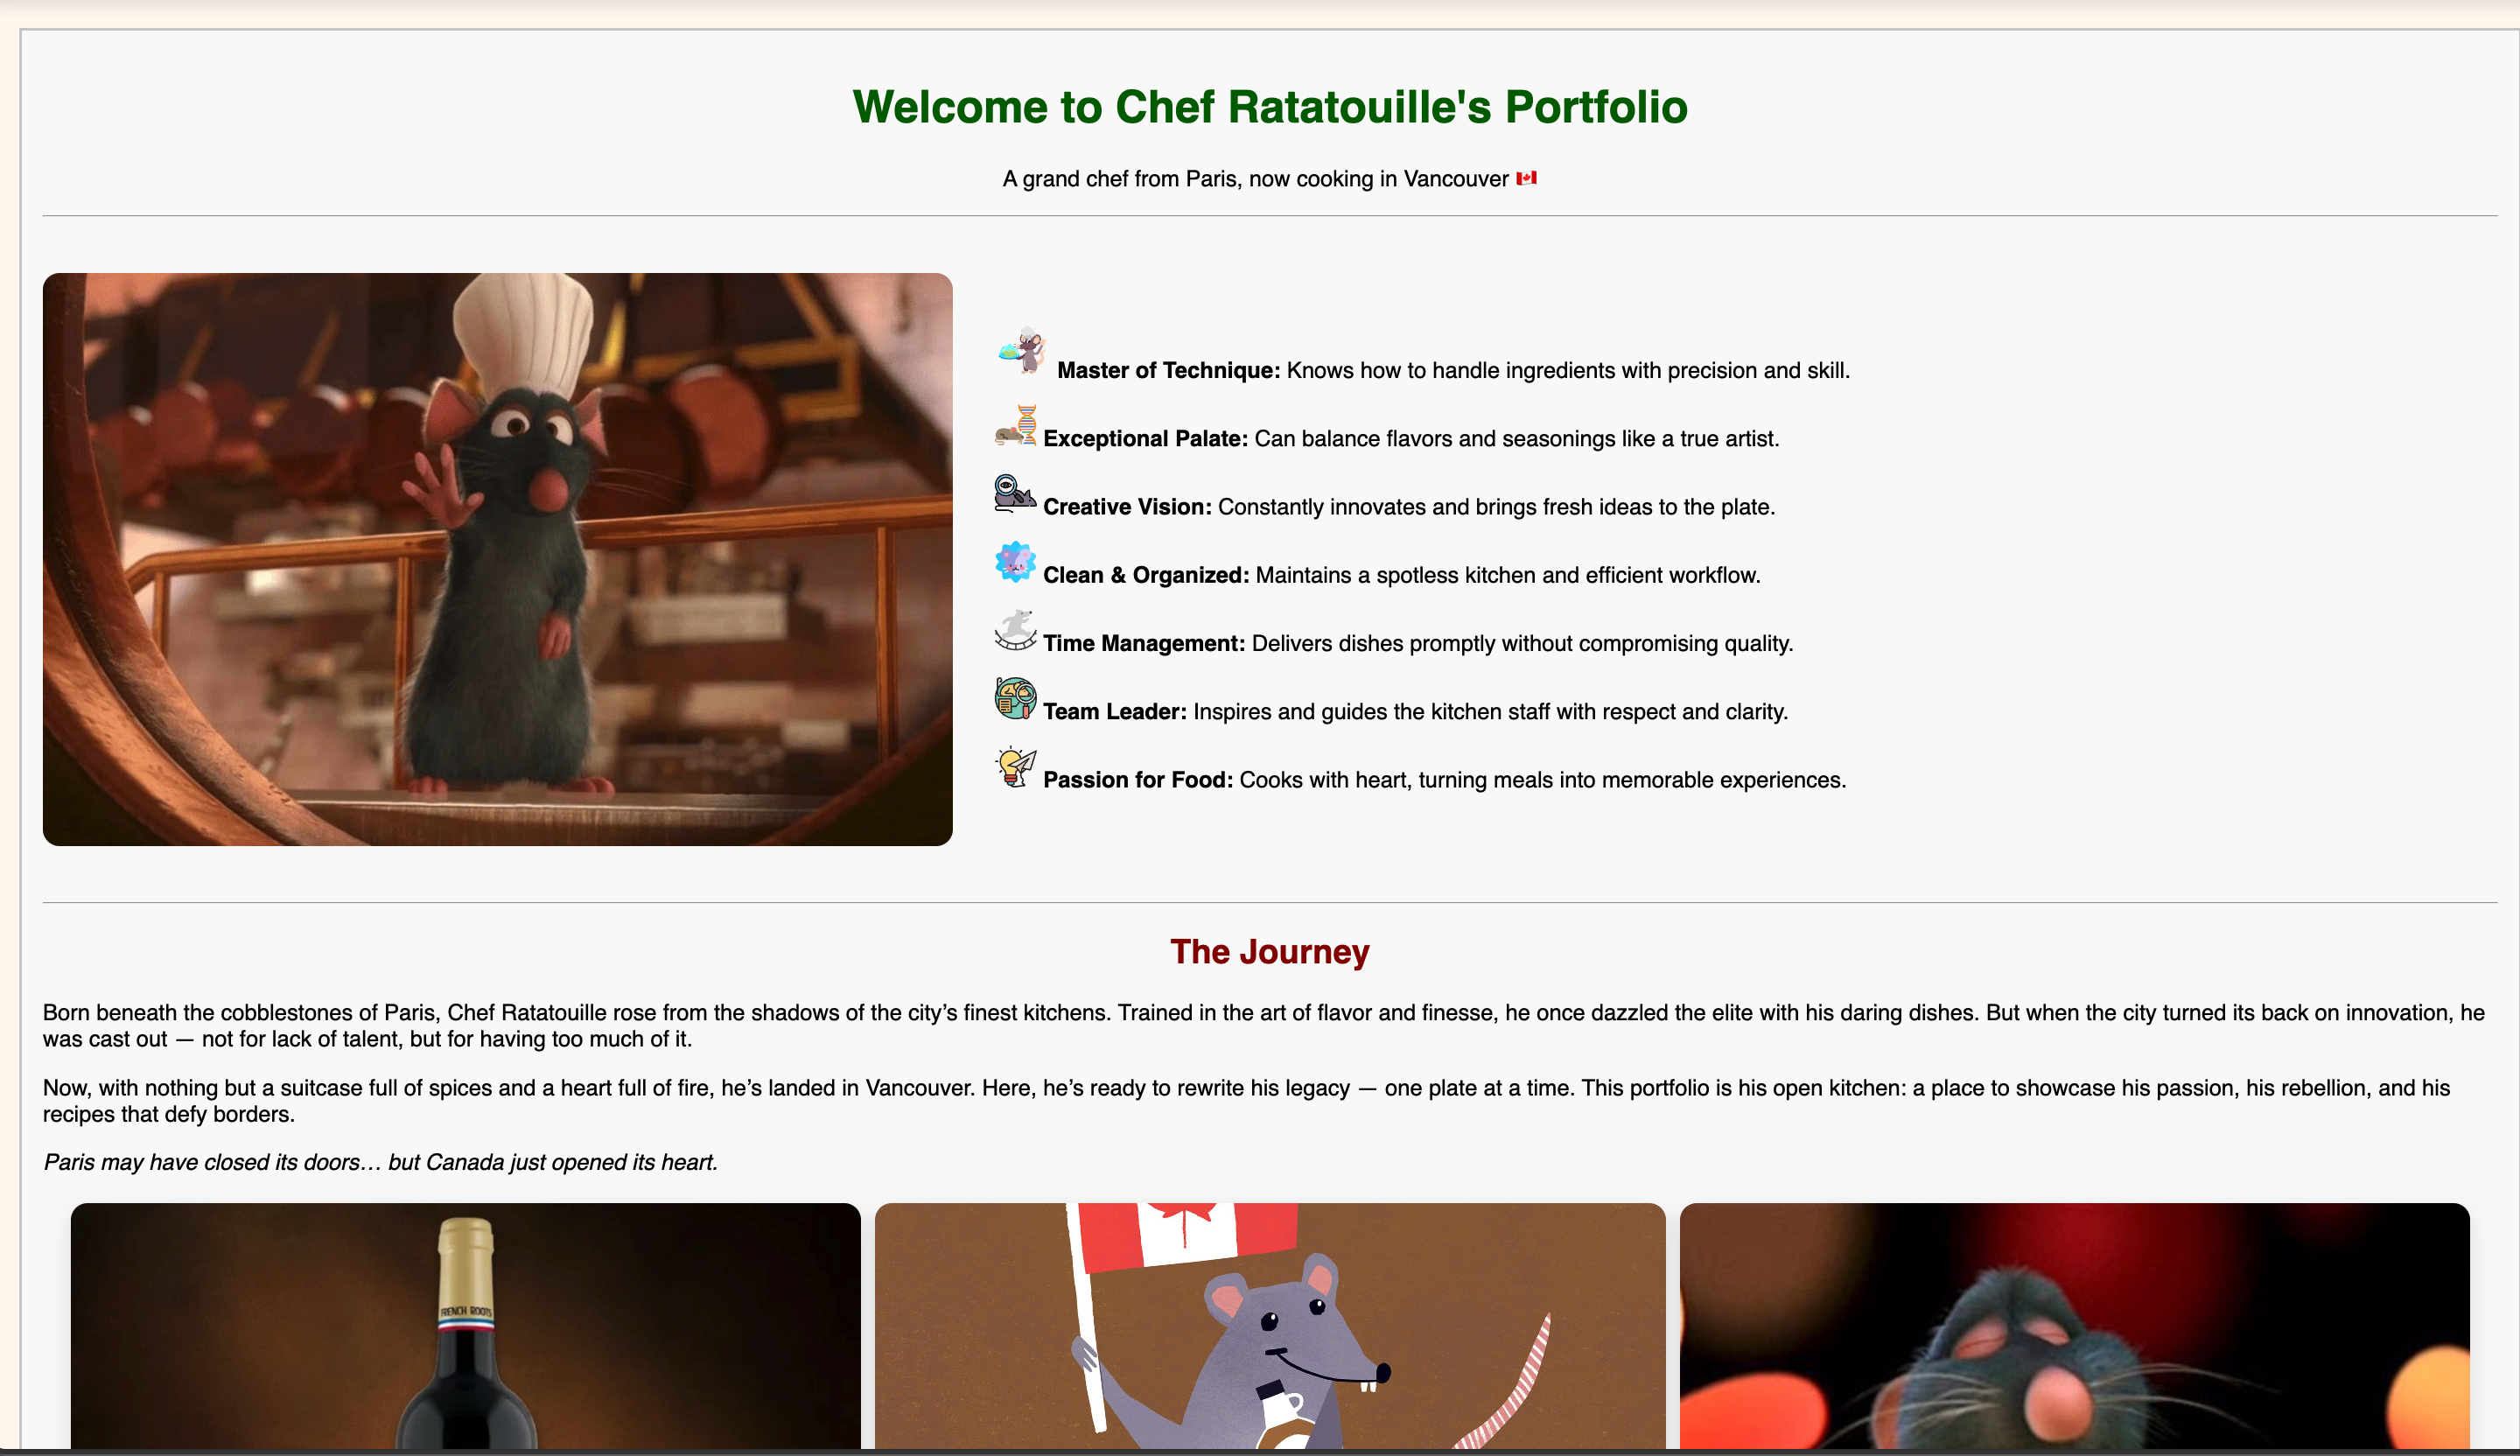 Welcome to Chef Ratatouille's Portfolio
A grand chef from Paris, now cooking in Vancouver 🇨🇦
Master of Technique: Knows how to handle ingredients with precision and skill.
Exceptional Palate: Can balance flavors and seasonings like a true artist.
Creative Vision: Constantly innovates and brings fresh ideas to the plate.
Clean & Organized: Maintains a spotless kitchen and efficient workflow.
Time Management: Delivers dishes promptly without compromising quality.
Team Leader: Inspires and guides the kitchen staff with respect and clarity.
Passion for Food: Cooks with heart, turning meals into memorable experiences.
The Journey
Born beneath the cobblestones of Paris, Chef Ratatouille rose from the shadows of the city’s finest kitchens. Trained in the art of flavor and finesse, he once dazzled the elite with his daring dishes. But when the city turned its back on innovation, he
was cast out — not for lack of talent, but for having too much of it.
Now, with nothing but a suitcase full of spices and a heart full of fire, he’s landed in Vancouver. Here, he’s ready to rewrite his legacy — one plate at a time. This portfolio is his open kitchen: a place to showcase his passion, his rebellion, and his
recipes that defy borders.
Paris may have closed its doors… but Canada just opened its heart.
FRENCH ROOTS